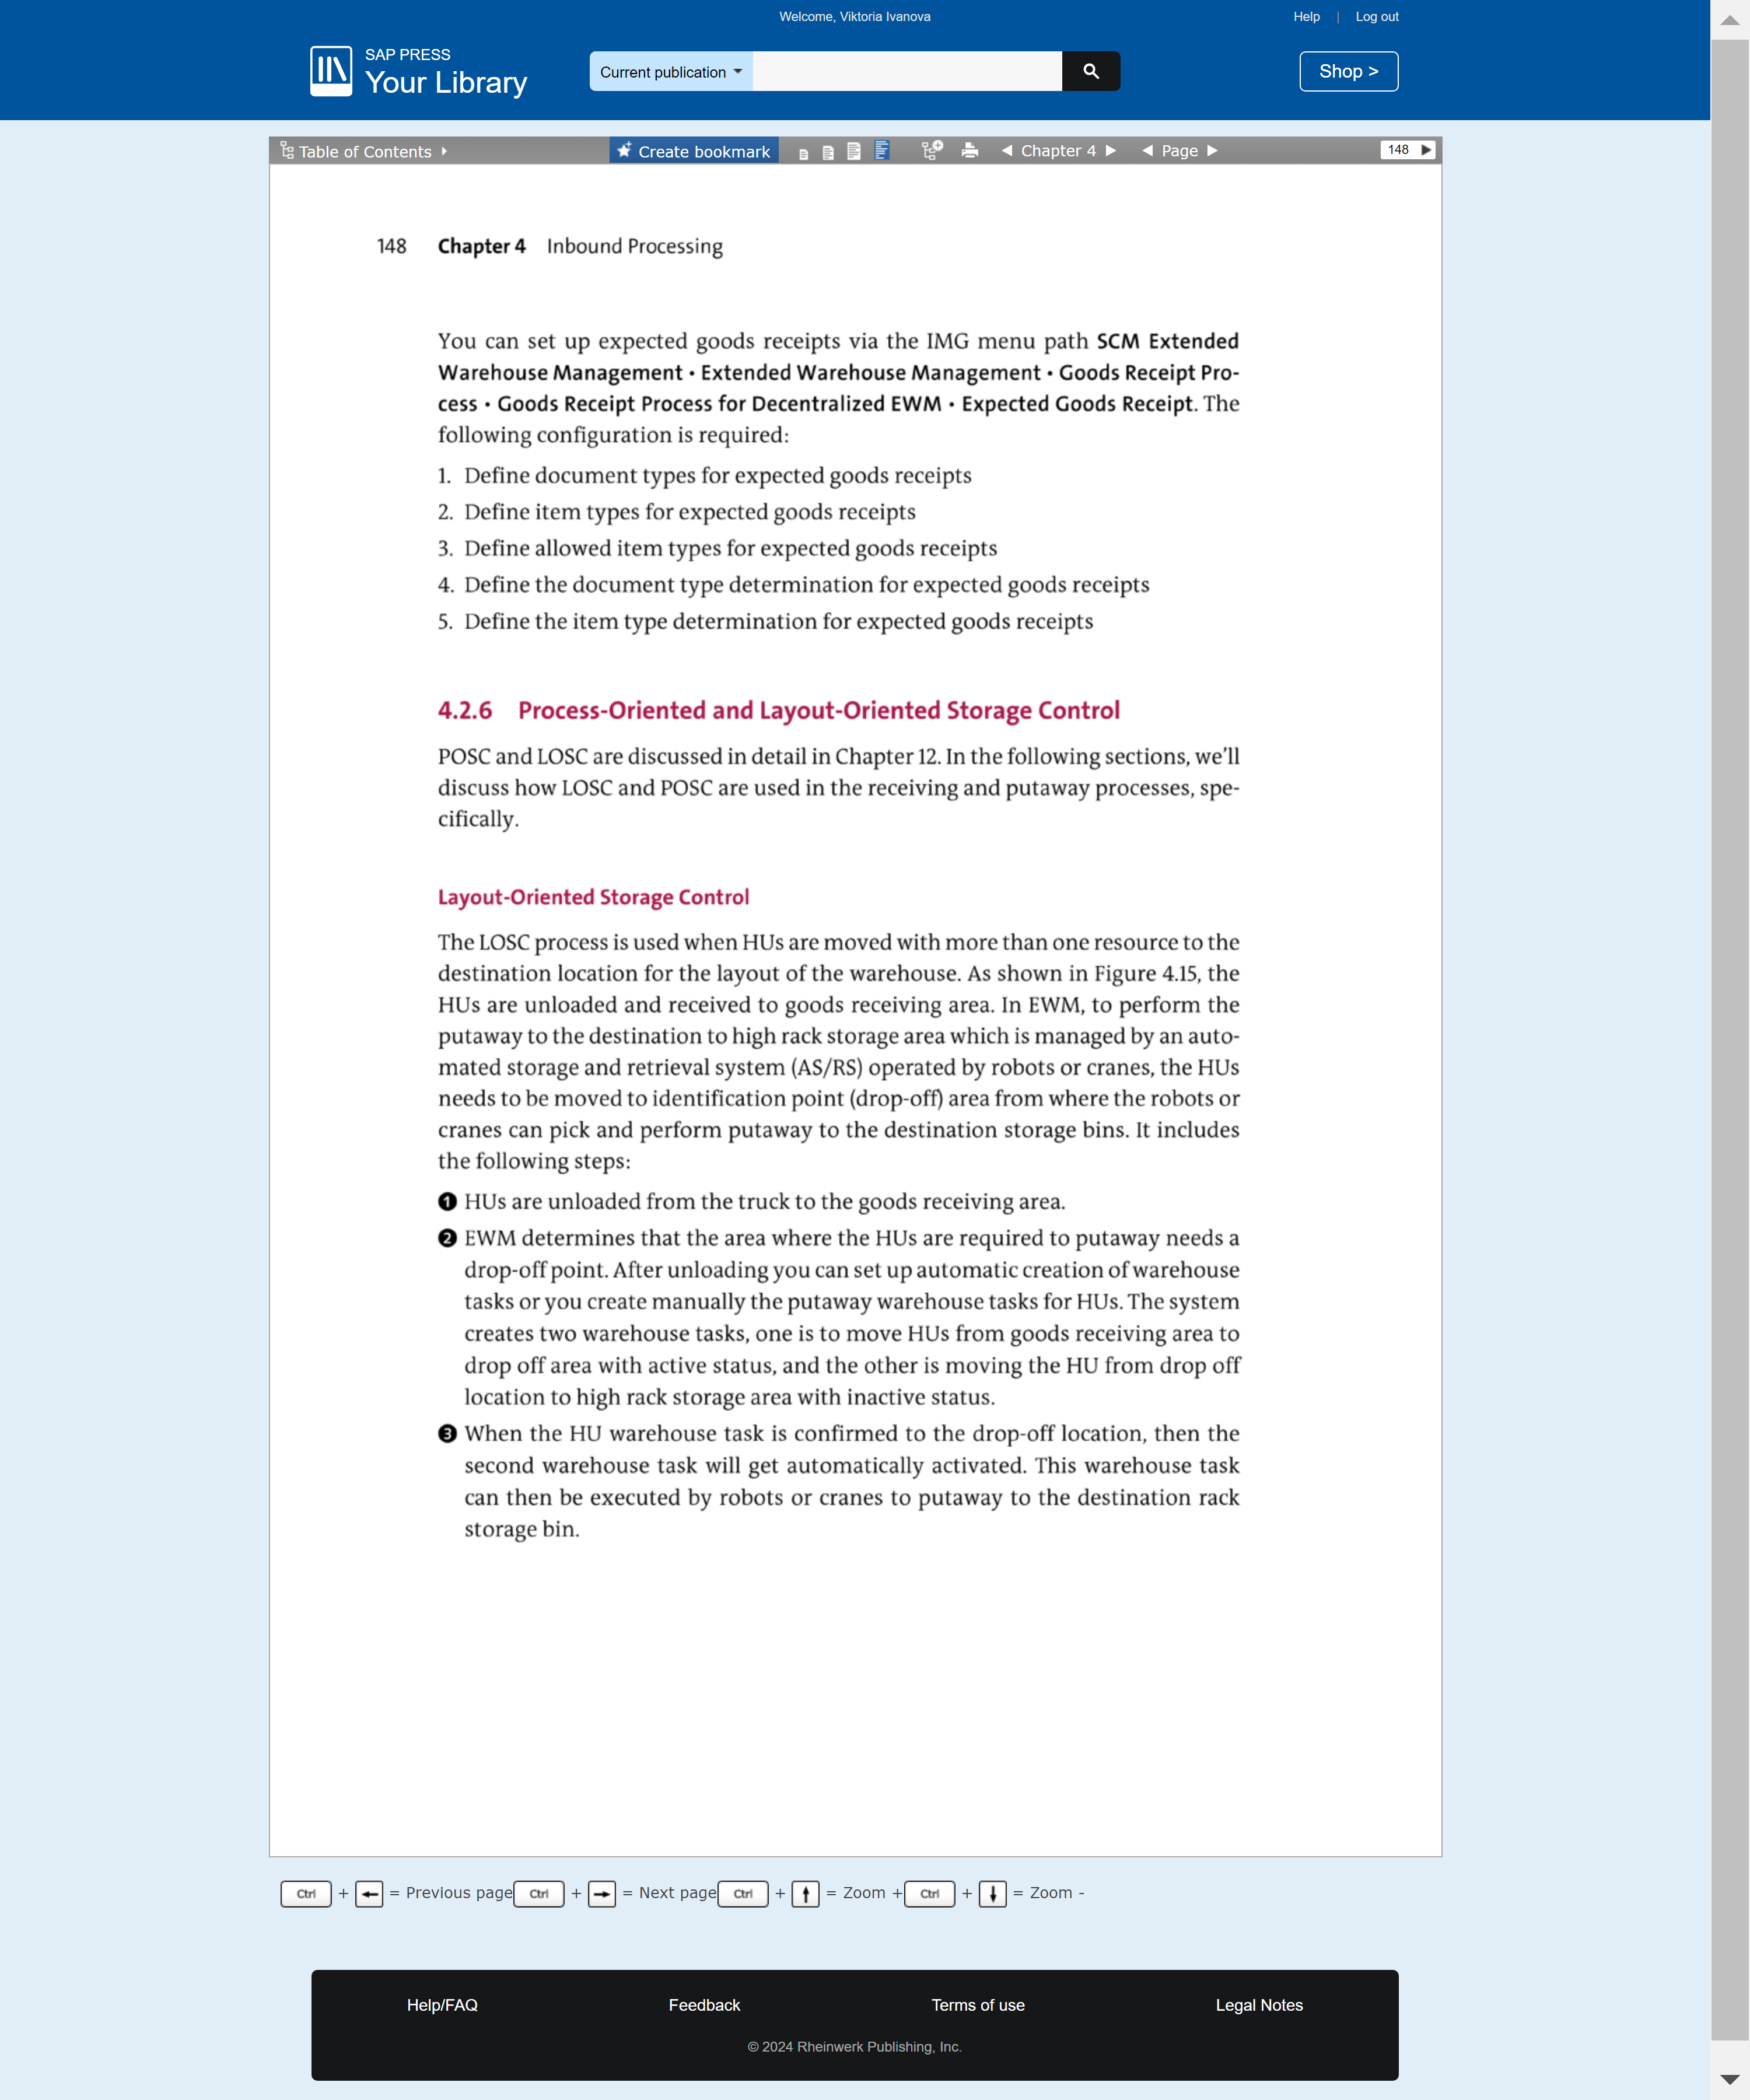 Welcome, Viktoria Ivanova
Help | Log out
SAP PRESS
Your Library
Current publication
Shop >
Table of Contents
Create bookmark
Chapter 4
Page
148
148 Chapter 4 Inbound Processing
You can set up expected goods receipts via the IMG menu path SCM Extended
Warehouse Management • Extended Warehouse Management • Goods Receipt Pro-
cess • Goods Receipt Process for Decentralized EWM • Expected Goods Receipt. The
following configuration is required:
1. Define document types for expected goods receipts
2. Define item types for expected goods receipts
3. Define allowed item types for expected goods receipts
4. Define the document type determination for expected goods receipts
5. Define the item type determination for expected goods receipts
4.2.6 Process-Oriented and Layout-Oriented Storage Control
POSC and LOSC are discussed in detail in Chapter 12. In the following sections, we'll
discuss how LOSC and POSC are used in the receiving and putaway processes, spe-
cifically.
Layout-Oriented Storage Control
The LOSC process is used when HUs are moved with more than one resource to the
destination location for the layout of the warehouse. As shown in Figure 4.15, the
HUs are unloaded and received to goods receiving area. In EWM, to perform the
putaway to the destination to high rack storage area which is managed by an auto-
mated storage and retrieval system (AS/RS) operated by robots or cranes, the HUs
needs to be moved to identification point (drop-off) area from where the robots or
cranes can pick and perform putaway to the destination storage bins. It includes
the following steps:
❶ HUs are unloaded from the truck to the goods receiving area.
❷ EWM determines that the area where the HUs are required to putaway needs a
drop-off point. After unloading you can set up automatic creation of warehouse
tasks or you create manually the putaway warehouse tasks for HUs. The system
creates two warehouse tasks, one is to move HUs from goods receiving area to
drop off area with active status, and the other is moving the HU from drop off
location to high rack storage area with inactive status.
❸ When the HU warehouse task is confirmed to the drop-off location, then the
second warehouse task will get automatically activated. This warehouse task
can then be executed by robots or cranes to putaway to the destination rack
storage bin.
Ctrl + ← = Previous page Ctrl + → = Next page Ctrl + ↑ = Zoom + Ctrl + ↓ = Zoom -
Help/FAQ Feedback Terms of use Legal Notes
© 2024 Rheinwerk Publishing, Inc.